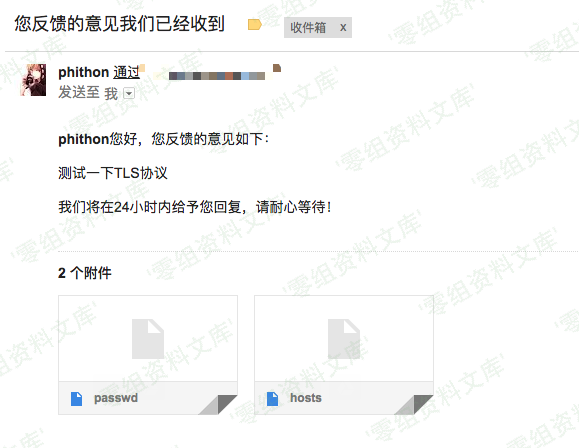 您反馈的意见我们已经收到 收件箱 x
phithon 通过
发送至 我
phithon您好，您反馈的意见如下：
测试一下TLS协议
我们将在24小时内给予您回复，请耐心等待！
2 个附件
passwd hosts
'零组资料文库'